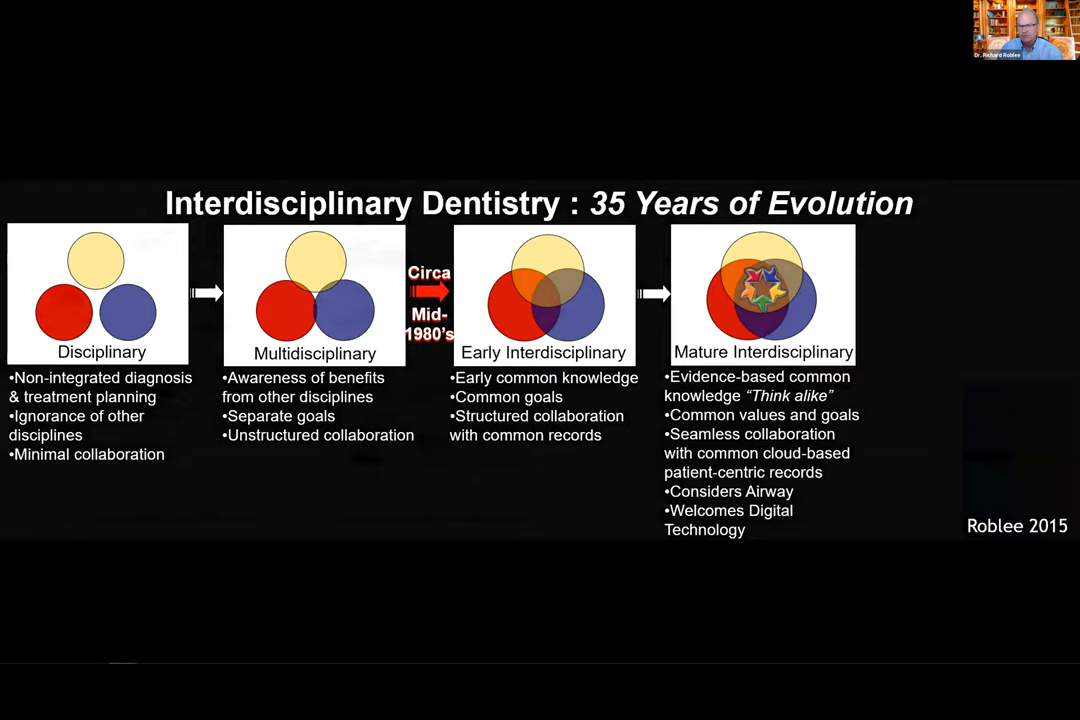 Dr. Richard Roblee
Interdisciplinary Dentistry : 35 Years of Evolution
Disciplinary
•Non-integrated diagnosis
& treatment planning
•Ignorance of other
disciplines
•Minimal collaboration
Multidisciplinary
•Awareness of benefits
from other disciplines
•Separate goals
•Unstructured collaboration
Circa
Mid-
1980's
Early Interdisciplinary
•Early common knowledge
•Common goals
•Structured collaboration
with common records
Mature Interdisciplinary
•Evidence-based common
knowledge “Think alike”
•Common values and goals
•Seamless collaboration
with common cloud-based
patient-centric records
•Considers Airway
•Welcomes Digital
Technology
Roblee 2015